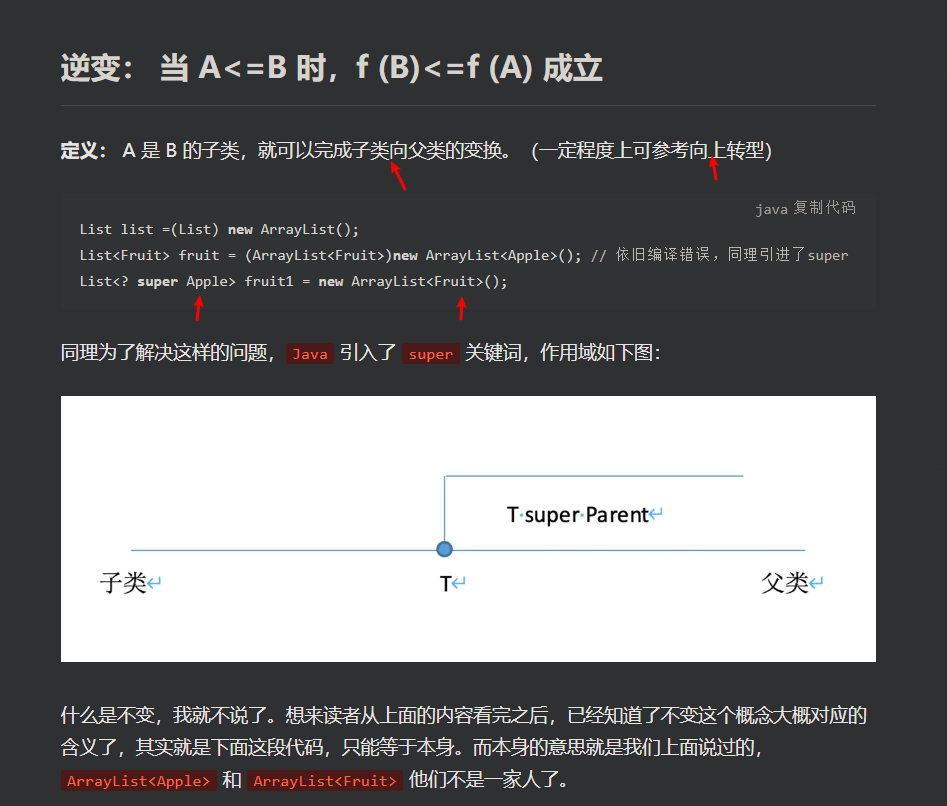 逆变： 当 A<=B 时，f (B)<=f (A) 成立
定义： A 是 B 的子类，就可以完成子类向父类的变换。（一定程度上可参考向上转型）
java 复制代码
List list =(List) new ArrayList();
List<Fruit> fruit = (ArrayList<Fruit>)new ArrayList<Apple>(); // 依旧编译错误，同理引进了super
List<? super Apple> fruit1 = new ArrayList<Fruit>();
同理为了解决这样的问题， Java 引入了 super 关键词，作用域如下图：
T·super·Parent↵
子类↵ T↵ 父类↵
什么是不变，我就不说了。想来读者从上面的内容看完之后，已经知道了不变这个概念大概对应的
含义了，其实就是下面这段代码，只能等于本身。而本身的意思就是我们上面说过的，
ArrayList<Apple> 和 ArrayList<Fruit> 他们不是一家人了。